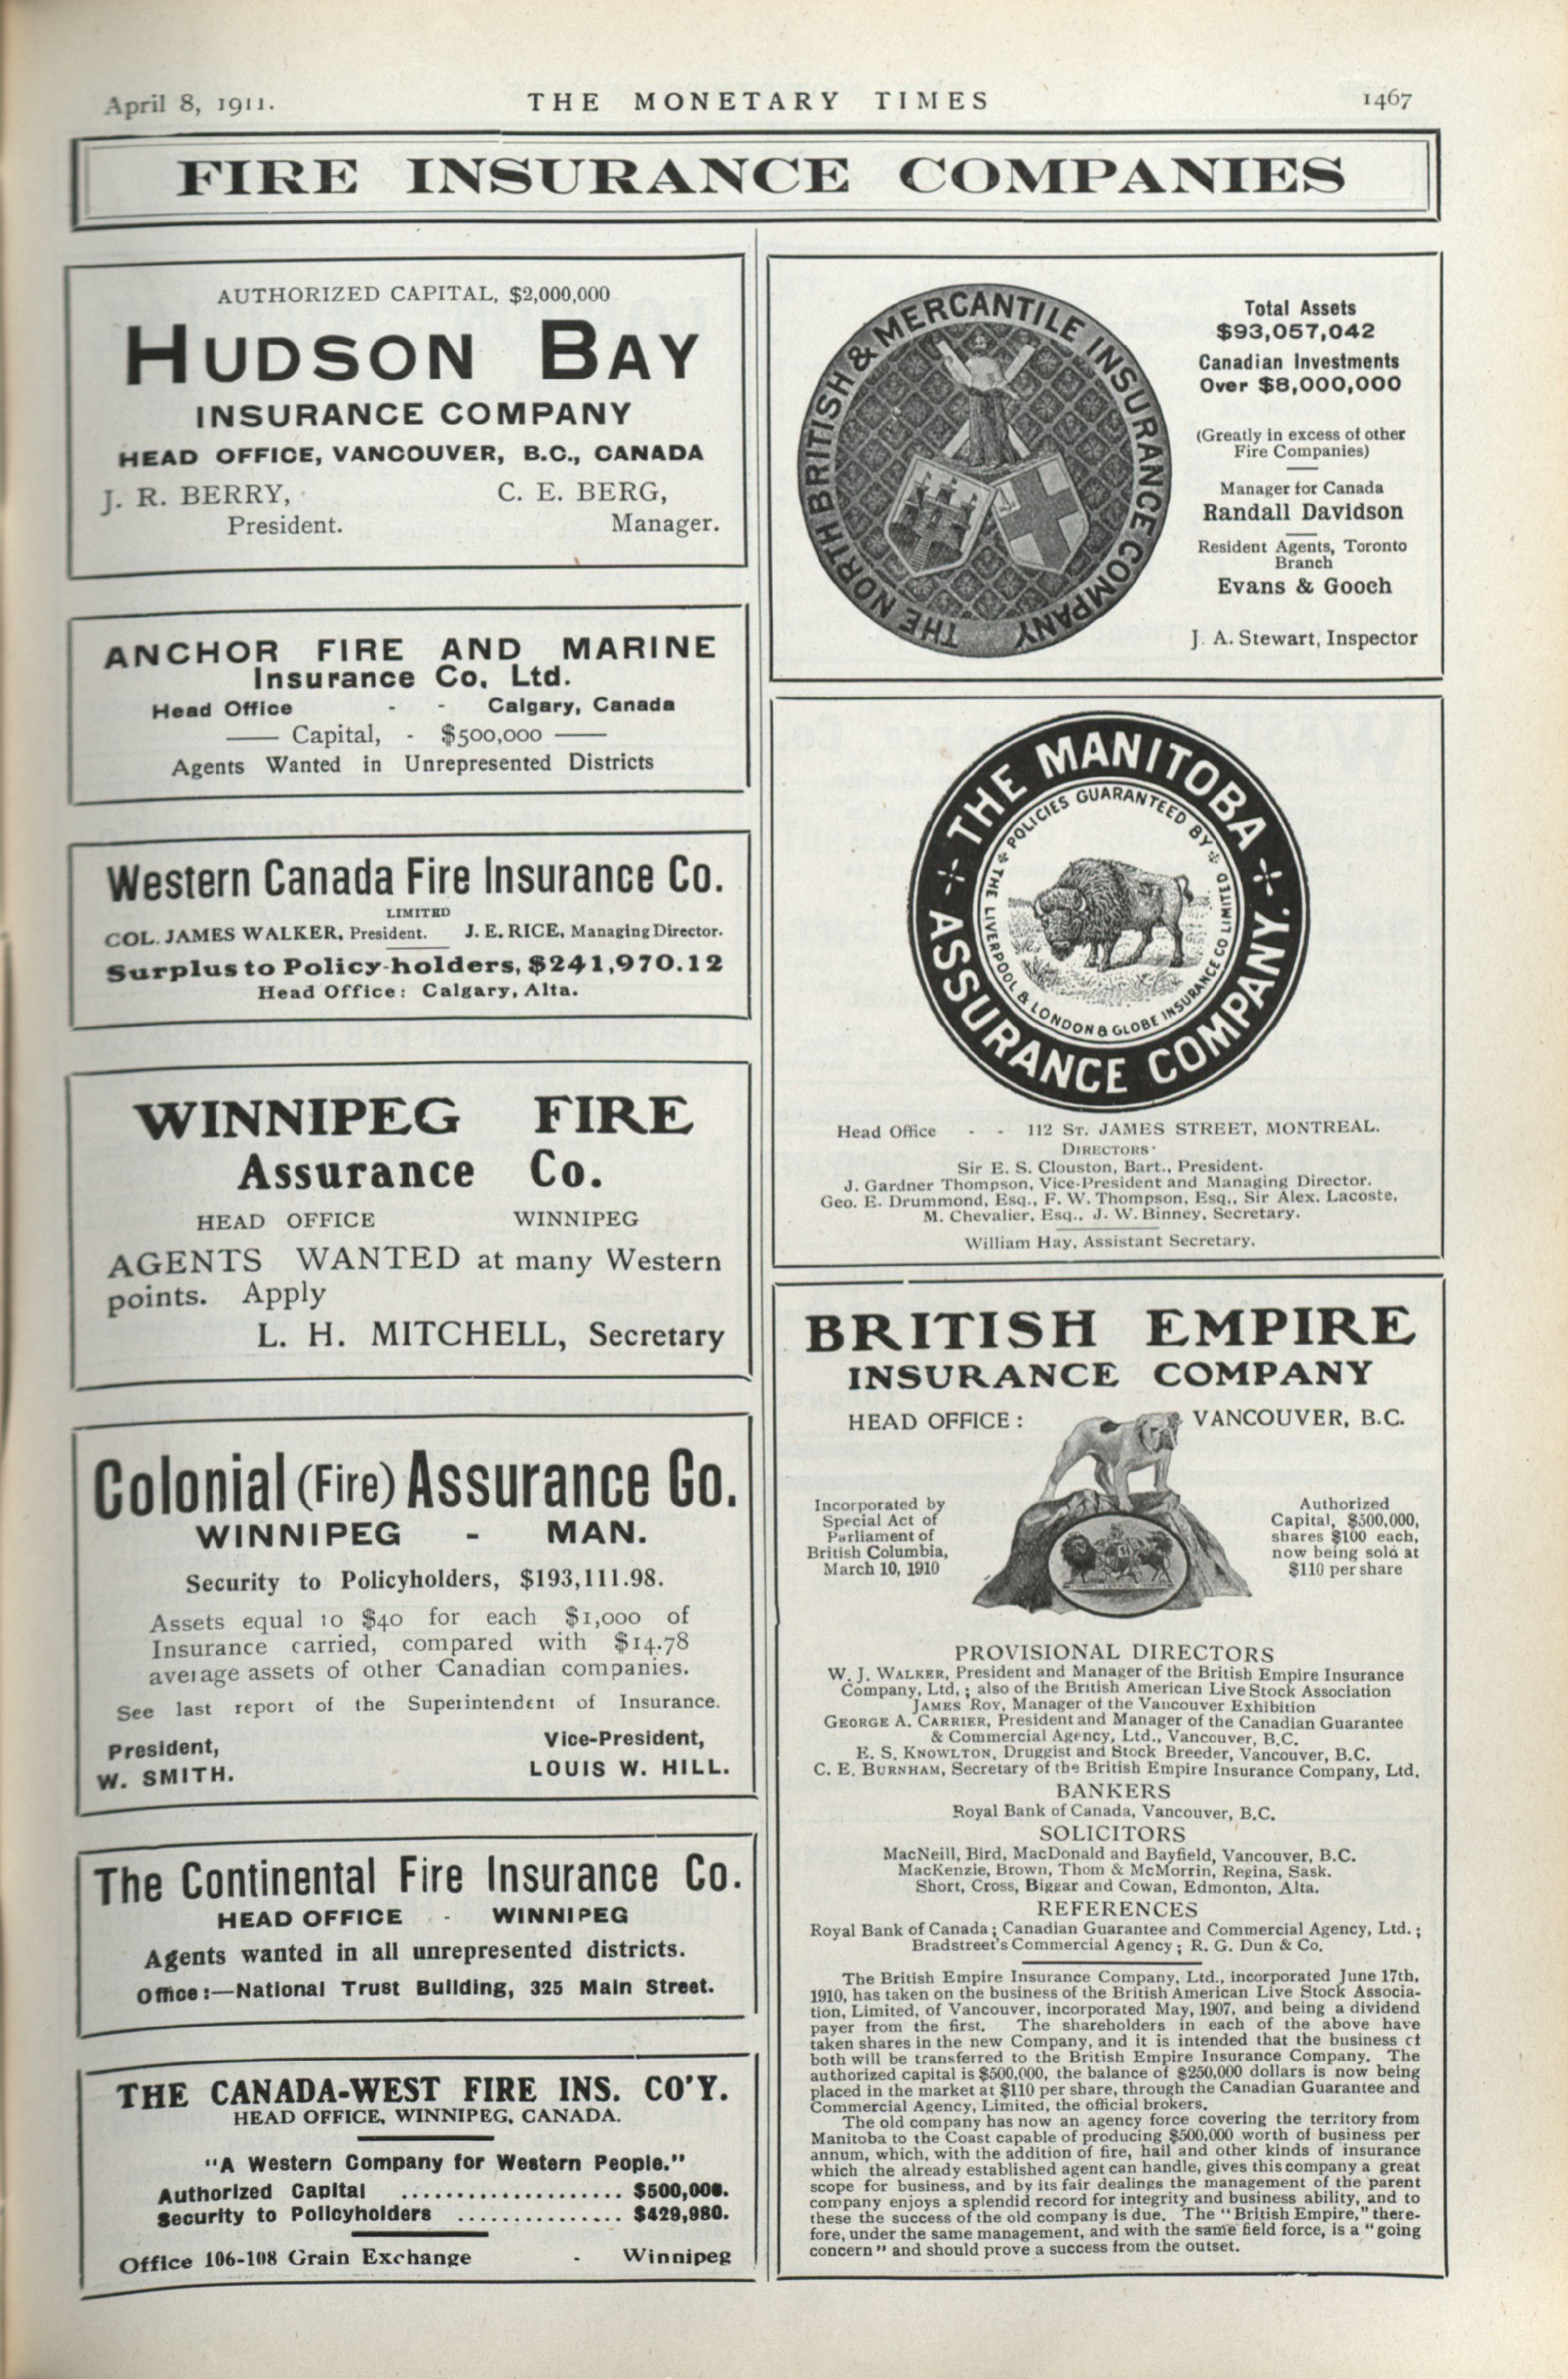 April 8, 1911.
THE MONETARY TIMES
1467
FIRE INSURANCE COMPANIES
AUTHORIZED CAPITAL, $2,000,000
HUDSON BAY
INSURANCE COMPANY
HEAD OFFICE, VANCOUVER, B.C., CANADA
J. R. BERRY, C. E. BERG,
President. Manager.
ANCHOR FIRE AND MARINE
Insurance Co. Ltd.
Head Office - - Calgary, Canada
Capital, - $500,000
Agents Wanted in Unrepresented Districts
Western Canada Fire Insurance Co.
LIMITED
COL. JAMES WALKER, President. J. E. RICE, Managing Director.
Surplus to Policy-holders, $241,970.12
Head Office: Calgary, Alta.
WINNIPEG FIRE
Assurance Co.
HEAD OFFICE WINNIPEG
AGENTS WANTED at many Western
points. Apply
L. H. MITCHELL, Secretary
Colonial (Fire) Assurance Co.
WINNIPEG - MAN.
Security to Policyholders, $193,111.98.
Assets equal to $40 for each $1,000 of
Insurance carried, compared with $14.78
average assets of other Canadian companies.
See last report of the Superintendent of Insurance.
President, Vice-President,
W. SMITH. LOUIS W. HILL.
The Continental Fire Insurance Co.
HEAD OFFICE - WINNIPEG
Agents wanted in all unrepresented districts.
Office:—National Trust Building, 325 Main Street.
THE CANADA-WEST FIRE INS. CO'Y.
HEAD OFFICE, WINNIPEG, CANADA.
"A Western Company for Western People."
Authorized Capital .................... $500,000.
Security to Policyholders ............... $429,980.
Office 106-108 Grain Exchange - Winnipeg
THE NORTH BRITISH & MERCANTILE INSURANCE COMPANY
Total Assets
$93,057,042
Canadian Investments
Over $8,000,000
(Greatly in excess of other
Fire Companies)
Manager for Canada
Randall Davidson
Resident Agents, Toronto
Branch
Evans & Gooch
J. A. Stewart, Inspector
THE MANITOBA
ASSURANCE COMPANY.
POLICIES GUARANTEED BY
THE LIVERPOOL & LONDON & GLOBE INSURANCE CO LIMITED
Head Office - - 112 ST. JAMES STREET, MONTREAL.
DIRECTORS·
Sir E. S. Clouston, Bart., President.
J. Gardner Thompson, Vice-President and Managing Director.
Geo. E. Drummond, Esq., F. W. Thompson, Esq., Sir Alex. Lacoste,
M. Chevalier, Esq., J. W. Binney, Secretary.
William Hay, Assistant Secretary.
BRITISH EMPIRE
INSURANCE COMPANY
HEAD OFFICE: VANCOUVER, B.C.
Incorporated by
Special Act of
Parliament of
British Columbia,
March 10, 1910
Authorized
Capital, $500,000,
shares $100 each,
now being sold at
$110 per share
PROVISIONAL DIRECTORS
W. J. WALKER, President and Manager of the British Empire Insurance
Company, Ltd, ; also of the British American Live Stock Association
JAMES ROY, Manager of the Vancouver Exhibition
GEORGE A. CARRIER, President and Manager of the Canadian Guarantee
& Commercial Agency, Ltd., Vancouver, B.C.
E. S. KNOWLTON, Druggist and Stock Breeder, Vancouver, B.C.
C. E. BURNHAM, Secretary of the British Empire Insurance Company, Ltd.
BANKERS
Royal Bank of Canada, Vancouver, B.C.
SOLICITORS
MacNeill, Bird, MacDonald and Bayfield, Vancouver, B.C.
MacKenzie, Brown, Thom & McMorrin, Regina, Sask.
Short, Cross, Biggar and Cowan, Edmonton, Alta.
REFERENCES
Royal Bank of Canada; Canadian Guarantee and Commercial Agency, Ltd.;
Bradstreet's Commercial Agency; R. G. Dun & Co.
The British Empire Insurance Company, Ltd., incorporated June 17th,
1910, has taken on the business of the British American Live Stock Associa-
tion, Limited, of Vancouver, incorporated May, 1907, and being a dividend
payer from the first. The shareholders in each of the above have
taken shares in the new Company, and it is intended that the business of
both will be transferred to the British Empire Insurance Company. The
authorized capital is $500,000, the balance of $250,000 dollars is now being
placed in the market at $110 per share, through the Canadian Guarantee and
Commercial Agency, Limited, the official brokers.
The old company has now an agency force covering the territory from
Manitoba to the Coast capable of producing $500,000 worth of business per
annum, which, with the addition of fire, hail and other kinds of insurance
which the already established agent can handle, gives this company a great
scope for business, and by its fair dealings the management of the parent
company enjoys a splendid record for integrity and business ability, and to
these the success of the old company is due. The "British Empire," there-
fore, under the same management, and with the same field force, is a "going
concern" and should prove a success from the outset.